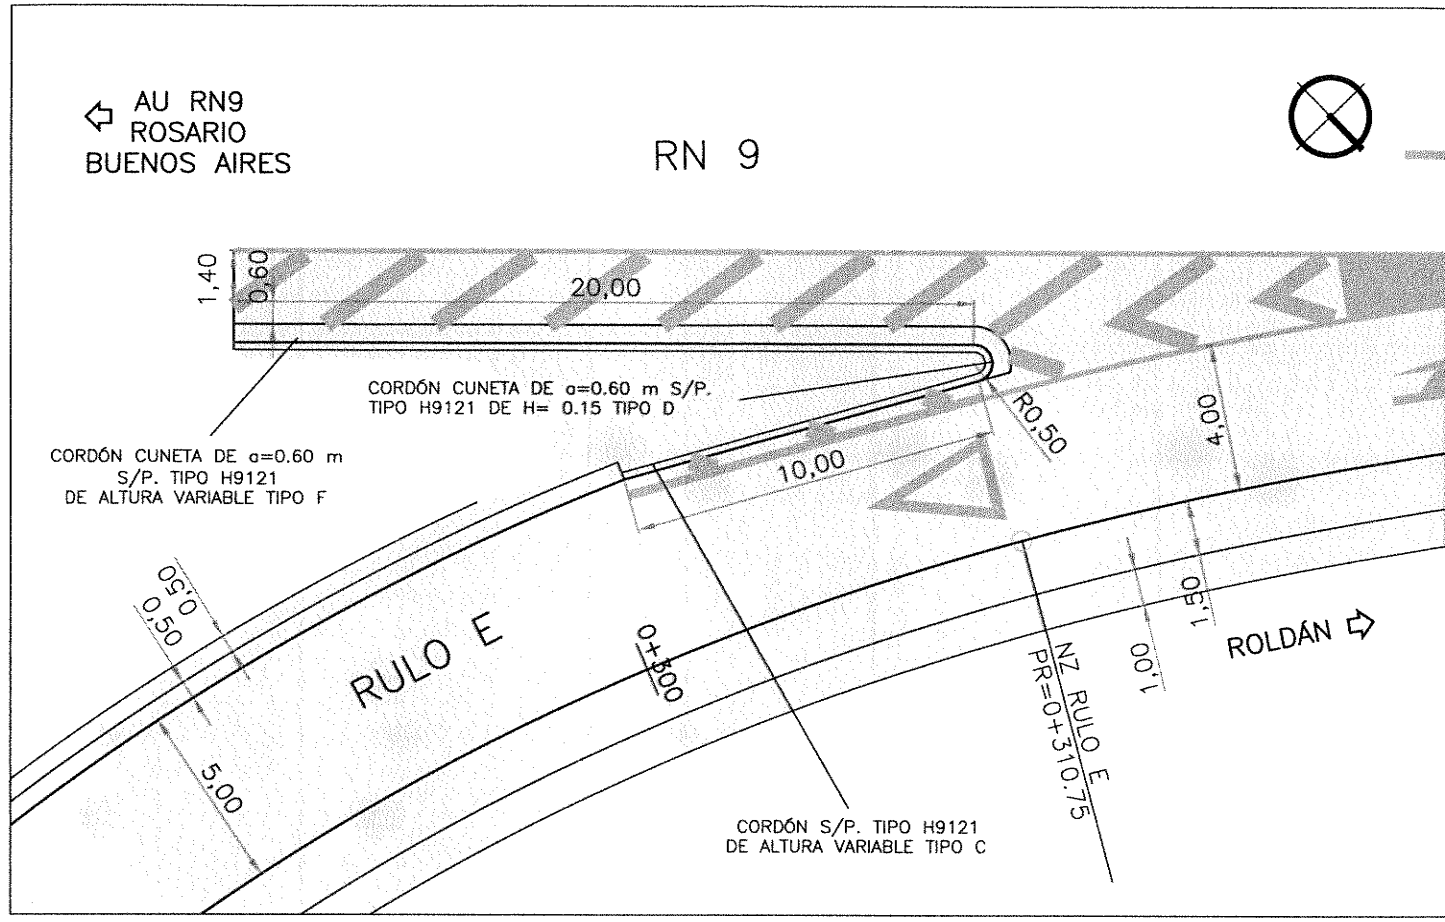 AU RN9
ROSARIO
BUENOS AIRES
RN 9
1,40
0,60
20,00
CORDÓN CUNETA DE a=0.60 m S/P.
TIPO H9121 DE H= 0.15 TIPO D
CORDÓN CUNETA DE a=0.60 m
S/P. TIPO H9121
DE ALTURA VARIABLE TIPO F
R0,50
4,00
10,00
0,50
0,50
RULO E
0+300
5,00
NZ RULO E
PR=0+310.75
1,50
1,00
ROLDÁN
CORDÓN S/P. TIPO H9121
DE ALTURA VARIABLE TIPO C